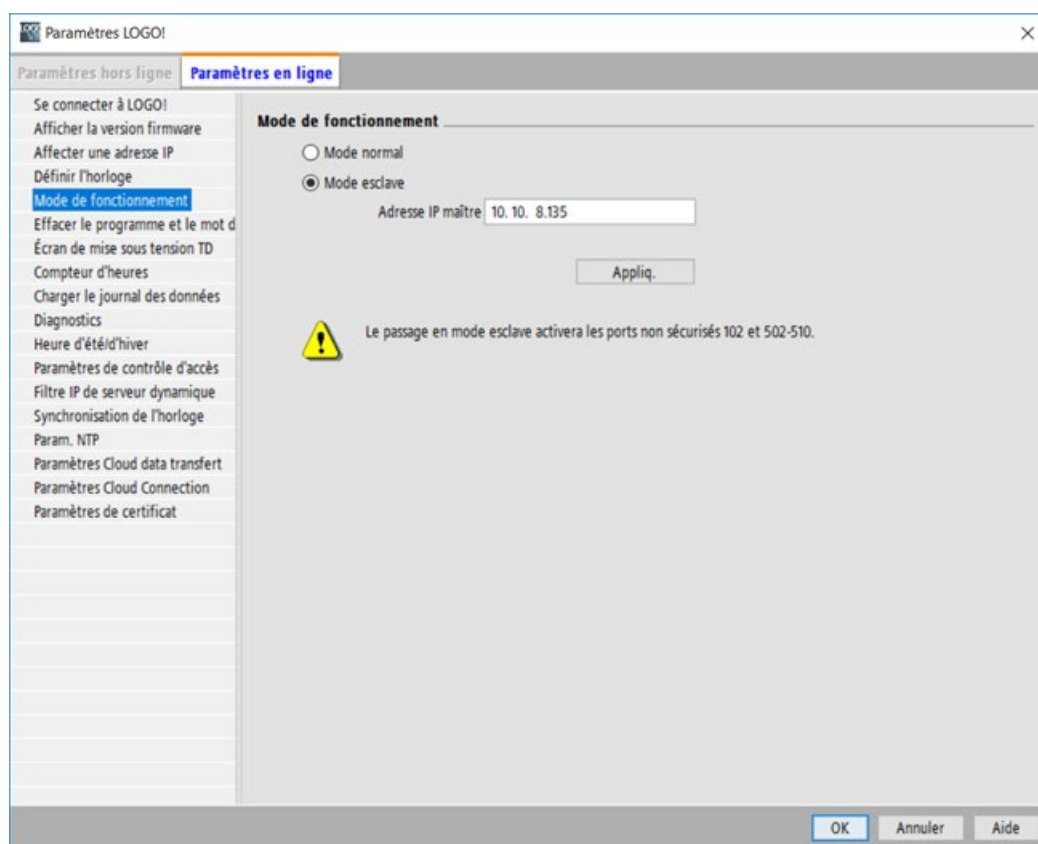 Paramètres LOGO!
Paramètres hors ligne Paramètres en ligne
Se connecter à LOGO!
Afficher la version firmware
Affecter une adresse IP
Définir l'horloge
Mode de fonctionnement
Effacer le programme et le mot d
Écran de mise sous tension TD
Compteur d'heures
Charger le journal des données
Diagnostics
Heure d'été/d'hiver
Paramètres de contrôle d'accès
Filtre IP de serveur dynamique
Synchronisation de l'horloge
Param. NTP
Paramètres Cloud data transfert
Paramètres Cloud Connection
Paramètres de certificat
Mode de fonctionnement
Mode normal
Mode esclave
Adresse IP maître 10. 10. 8.135
Appliq.
Le passage en mode esclave activera les ports non sécurisés 102 et 502-510.
OK Annuler Aide